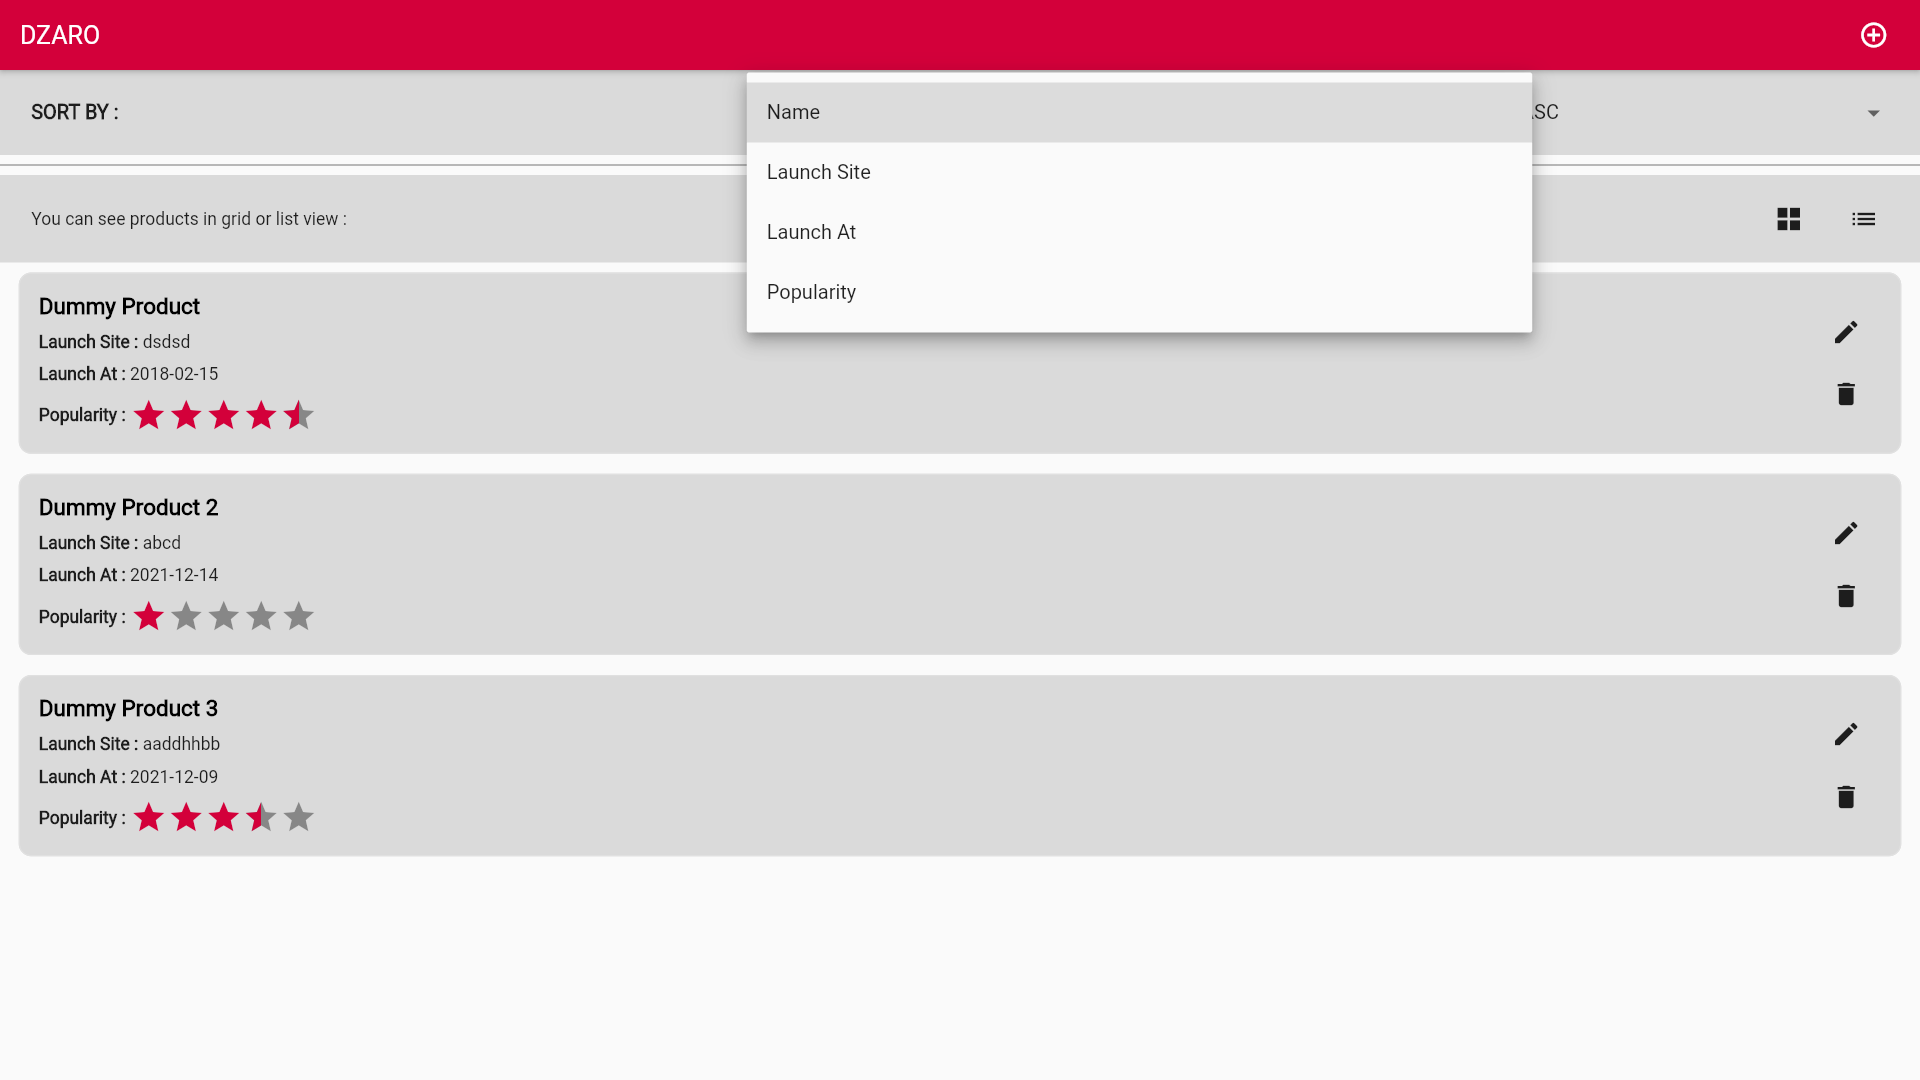 DZARO
SORT BY :
Name
SC
Launch Site
Launch At
Popularity
You can see products in grid or list view :
Dummy Product
Launch Site : dsdsd
Launch At : 2018-02-15
Popularity :
Dummy Product 2
Launch Site : abcd
Launch At : 2021-12-14
Popularity :
Dummy Product 3
Launch Site : aaddhhbb
Launch At : 2021-12-09
Popularity :